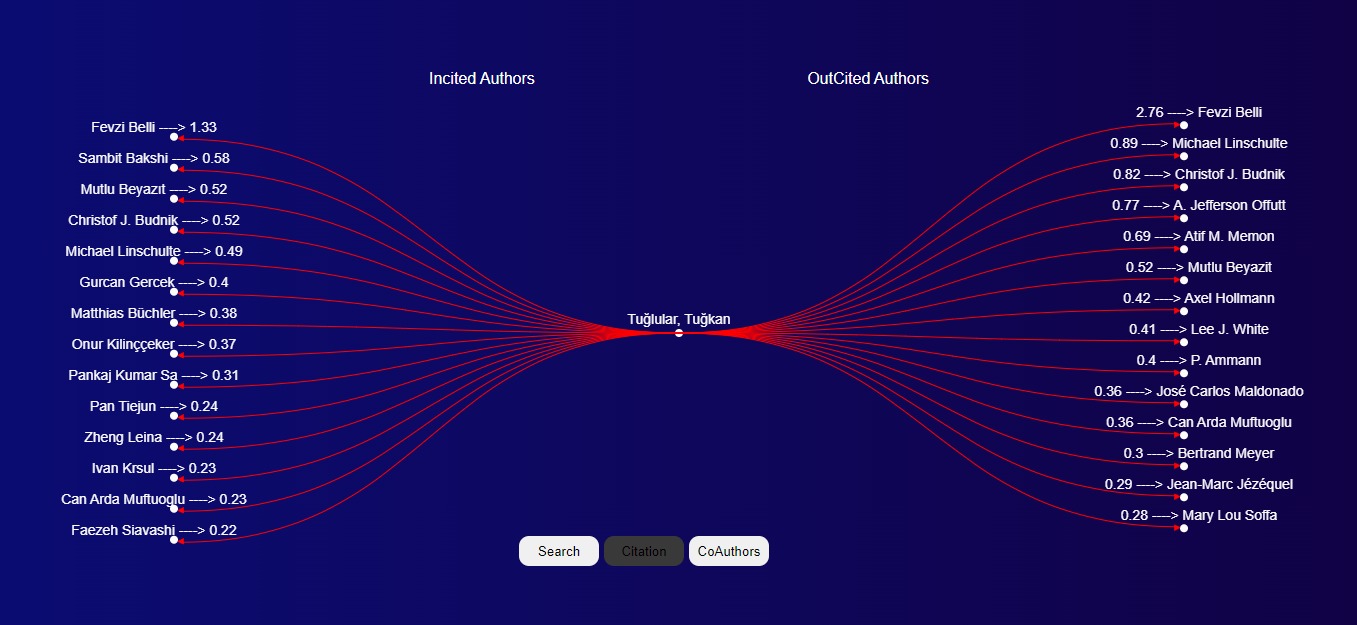 Incited Authors
OutCited Authors
Fevzi Belli ----> 1.33
Sambit Bakshi ----> 0.58
Mutlu Beyazıt ----> 0.52
Christof J. Budnik ----> 0.52
Michael Linschulte ----> 0.49
Gurcan Gercek ----> 0.4
Matthias Büchler ----> 0.38
Onur Kilinççeker ----> 0.37
Pankaj Kumar Sa ----> 0.31
Pan Tiejun ----> 0.24
Zheng Leina ----> 0.24
Ivan Krsul ----> 0.23
Can Arda Muftuoglu ----> 0.23
Faezeh Siavashi ----> 0.22
Tuğlular, Tuğkan
2.76 ----> Fevzi Belli
0.89 ----> Michael Linschulte
0.82 ----> Christof J. Budnik
0.77 ----> A. Jefferson Offutt
0.69 ----> Atif M. Memon
0.52 ----> Mutlu Beyazit
0.42 ----> Axel Hollmann
0.41 ----> Lee J. White
0.4 ----> P. Ammann
0.36 ----> José Carlos Maldonado
0.36 ----> Can Arda Muftuoglu
0.3 ----> Bertrand Meyer
0.29 ----> Jean-Marc Jézéquel
0.28 ----> Mary Lou Soffa
Search
Citation
CoAuthors